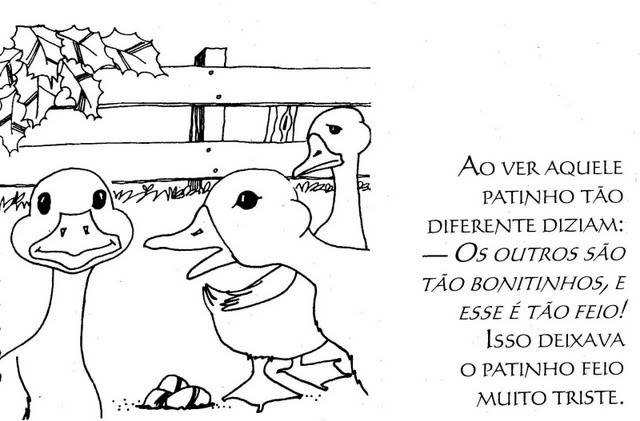 AO VER AQUELE
PATINHO TÃO
DIFERENTE DIZIAM:
— OS OUTROS SÃO
TÃO BONITINHOS, E
ESSE É TÃO FEIO!
ISSO DEIXAVA
O PATINHO FEIO
MUITO TRISTE.